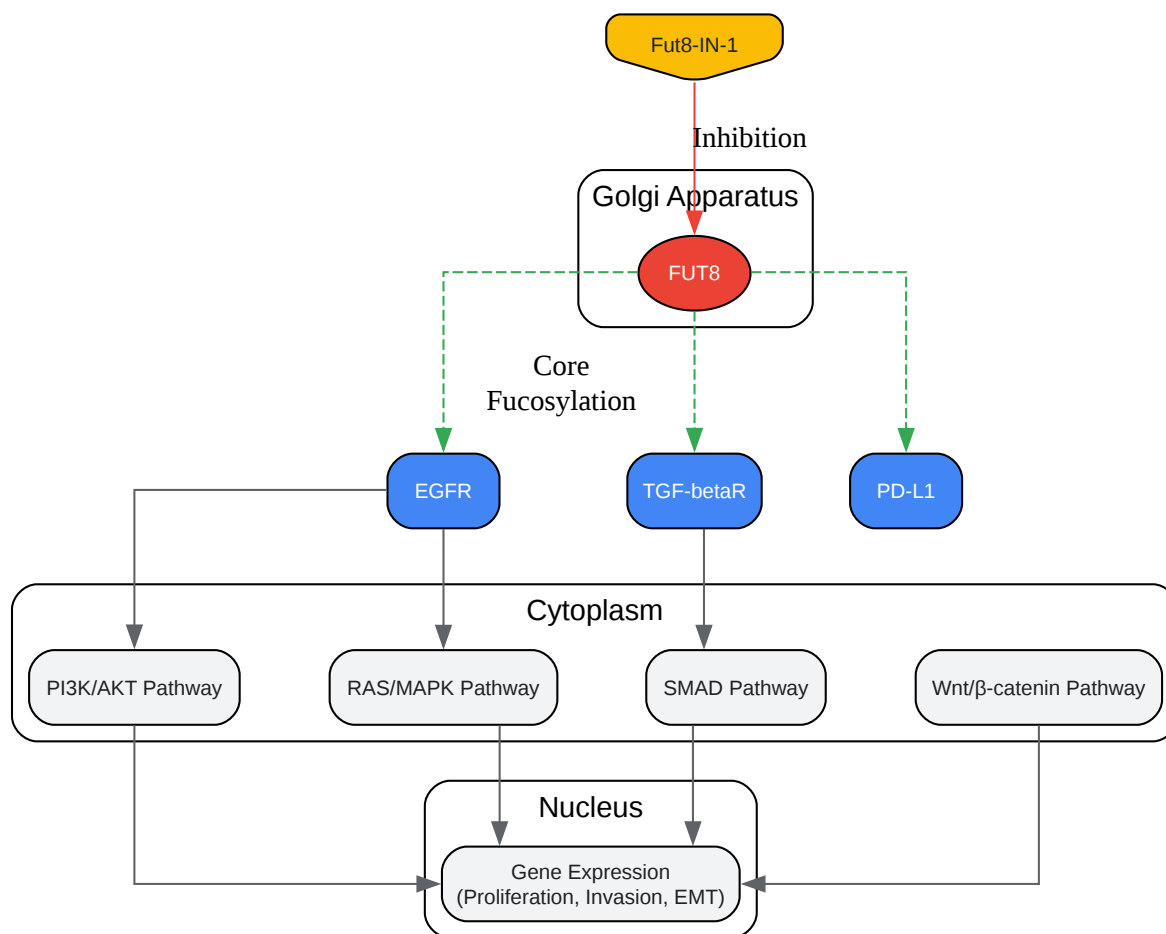 Fut8-IN-1
Inhibition
Golgi Apparatus
FUT8
Core
Fucosylation
EGFR
TGF-betaR
PD-L1
Cytoplasm
PI3K/AKT Pathway
RAS/MAPK Pathway
SMAD Pathway
Wnt/β-catenin Pathway
Nucleus
Gene Expression
(Proliferation, Invasion, EMT)